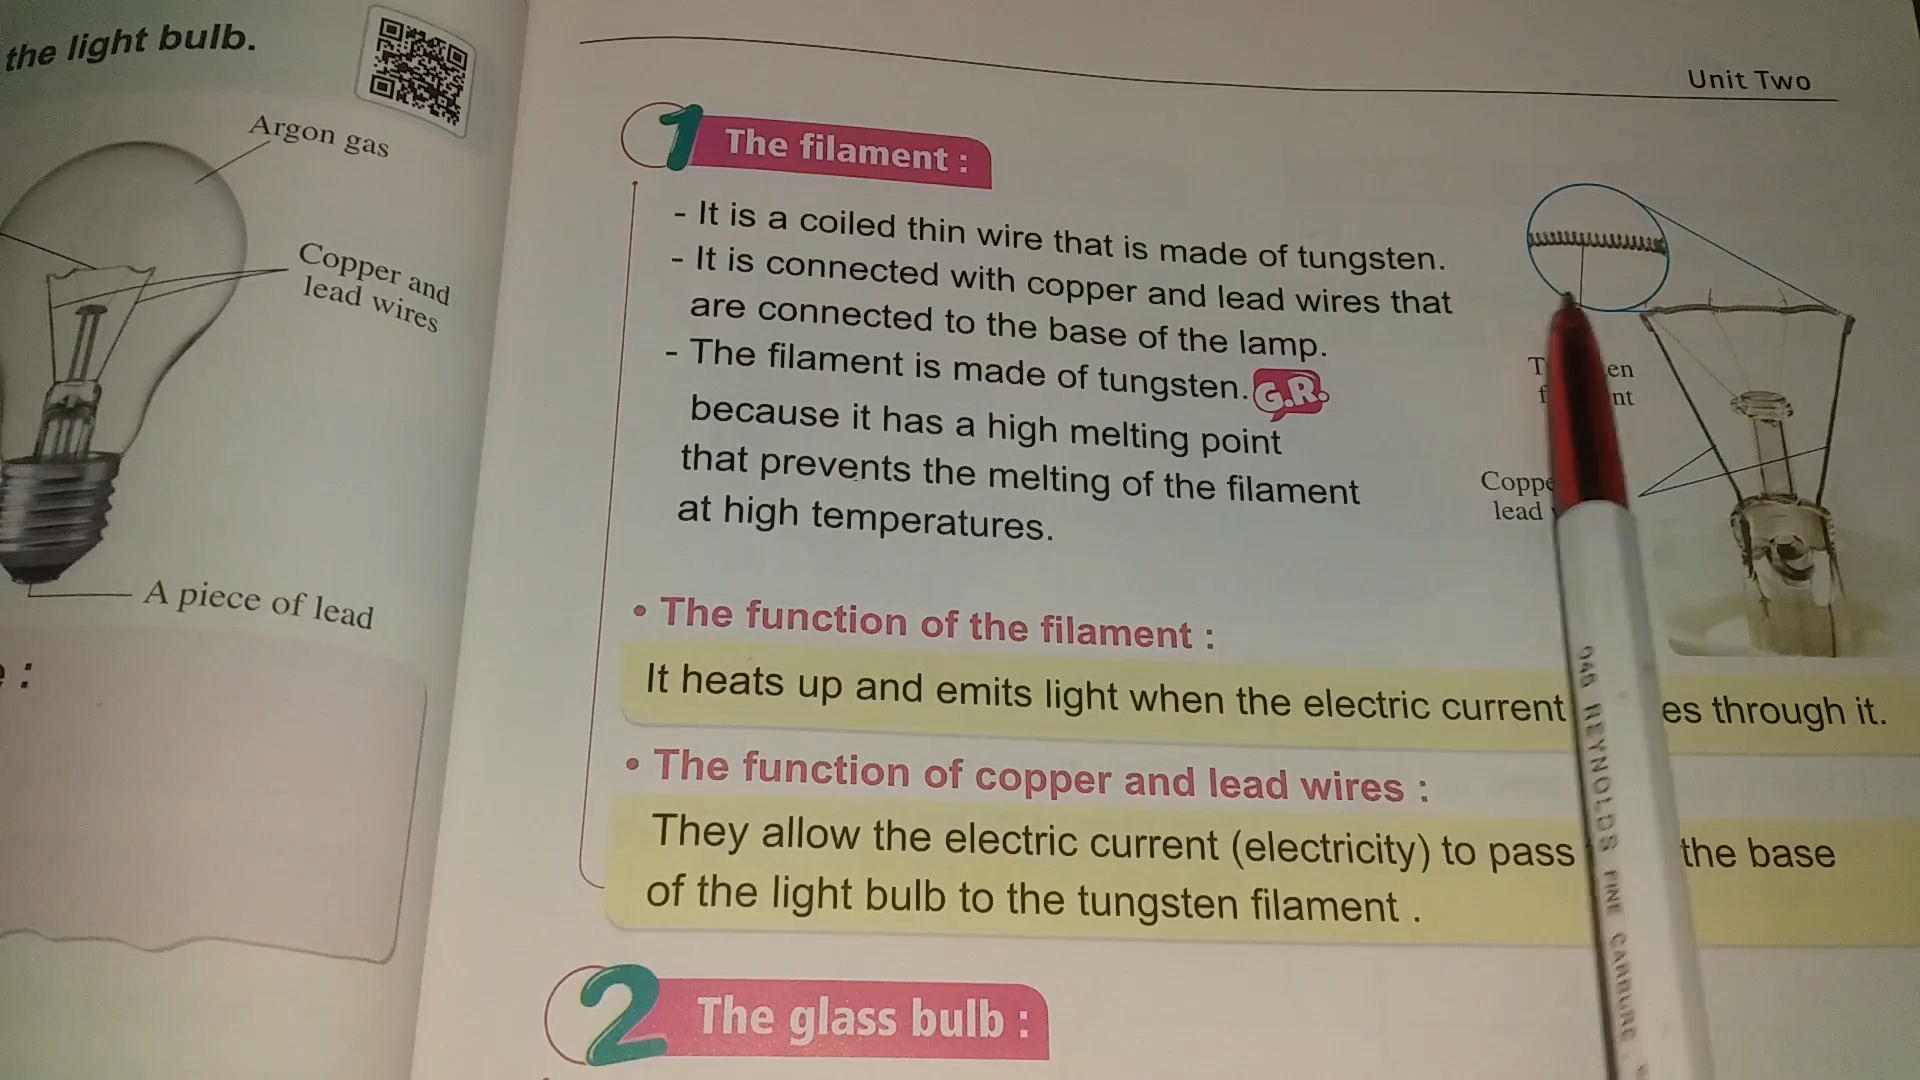 the light bulb.
Argon gas
Copper and
lead wires
A piece of lead
:
Unit Two
1 The filament :
- It is a coiled thin wire that is made of tungsten.
- It is connected with copper and lead wires that
are connected to the base of the lamp.
- The filament is made of tungsten. G.R.
because it has a high melting point
that prevents the melting of the filament
at high temperatures.
lead
• The function of the filament :
It heats up and emits light when the electric current through it.
• The function of copper and lead wires :
They allow the electric current (electricity) to pass the base
of the light bulb to the tungsten filament .
2 The glass bulb :
045 REYNOLDS FINE CARBURE